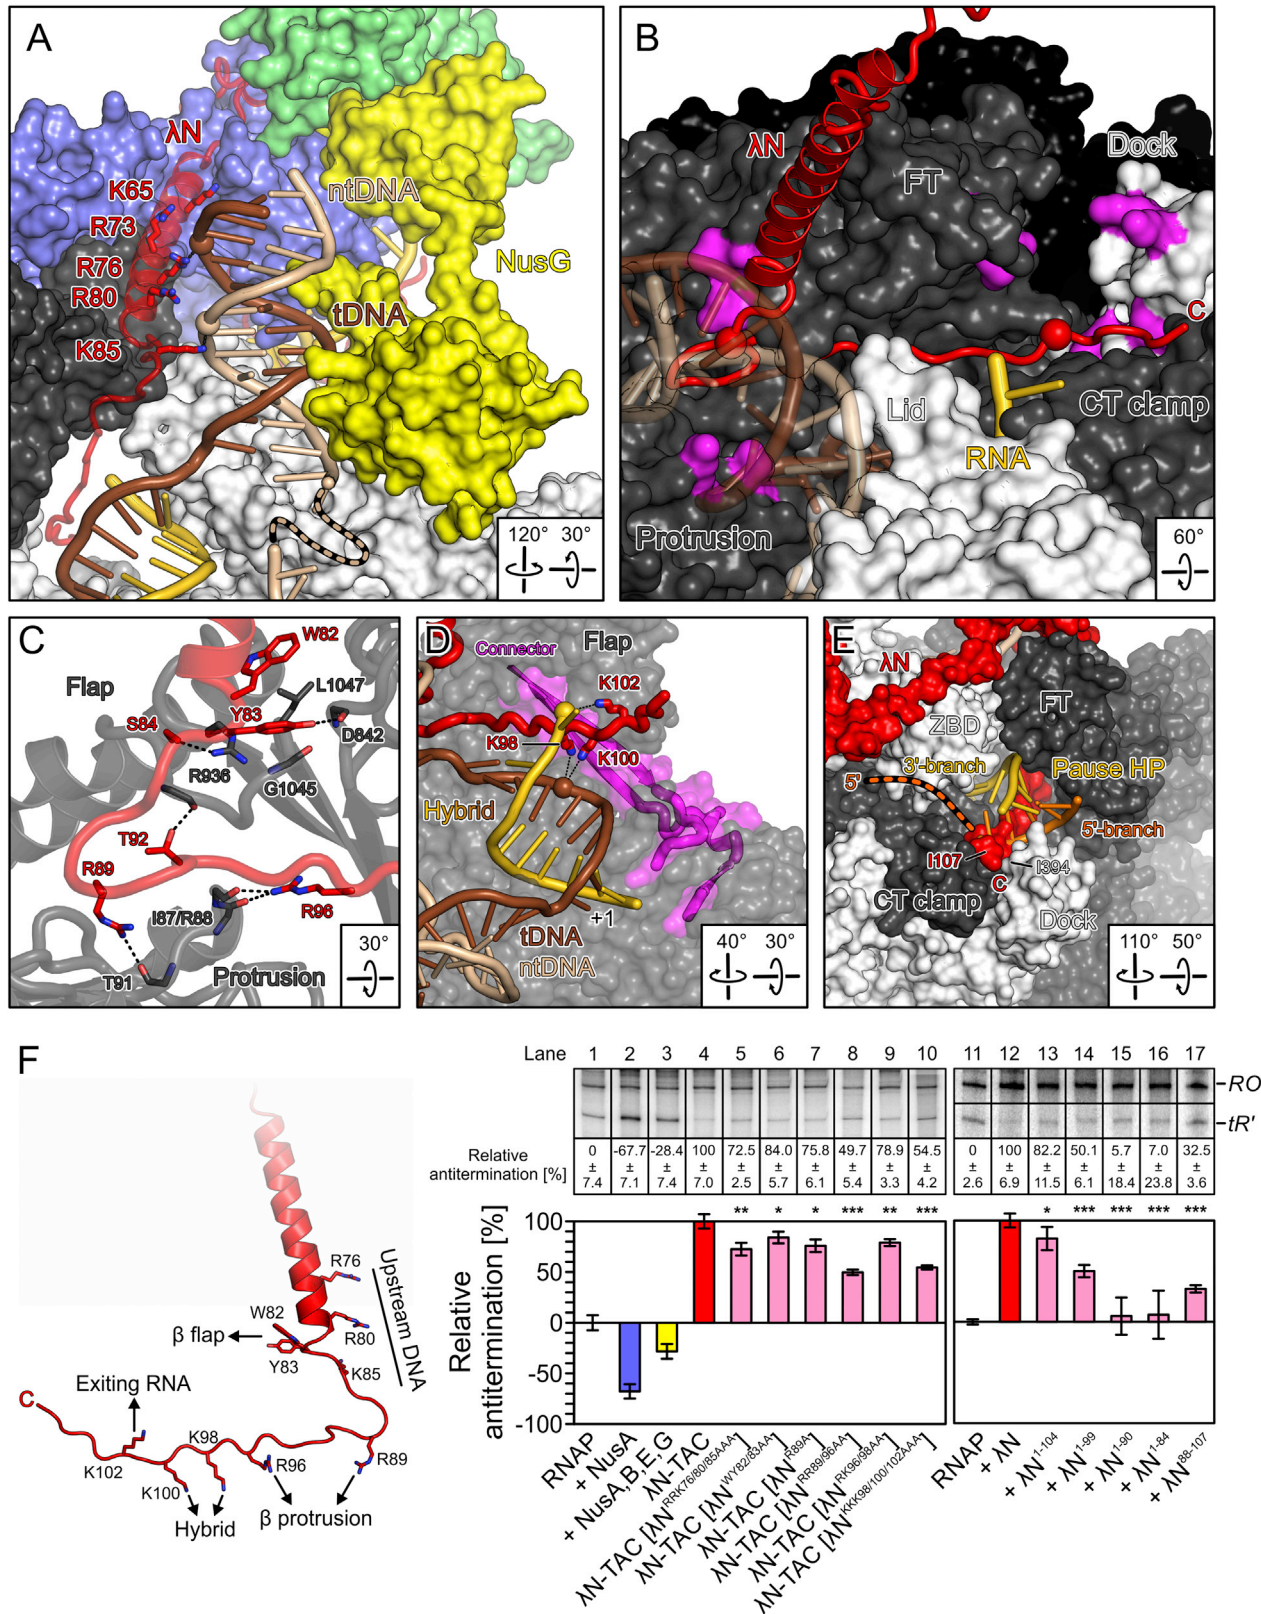 A
λN
K65
R73
R76
R80
K85
ntDNA
NusG
tDNA
120° 30°
B
λN
FT
Dock
C
Lid
CT clamp
RNA
Protrusion
60°
C
W82
Flap
L1047
S84
Y83
D842
R936
G1045
T92
R89
I87/R88
R96
T91
Protrusion
30°
D
Flap
Connector
K102
K98
K100
Hybrid
+1
tDNA
ntDNA
40° 30°
E
λN
FT
ZBD
3'-branch
Pause HP
5'
5'-branch
I107
I394
C
CT clamp
Dock
110° 50°
F
R76
W82
R80
β flap
Y83
K85
Upstream DNA
Exiting RNA
C
K98
R89
K102
R96
K100
β protrusion
Hybrid
Lane 1 2 3 4 5 6 7 8 9 10 11 12 13 14 15 16 17
RO
tR'
Relative antitermination [%]
0 ± 7.4
-67.7 ± 7.1
-28.4 ± 7.4
100 ± 7.0
72.5 ± 2.5
84.0 ± 5.7
75.8 ± 6.1
49.7 ± 5.4
78.9 ± 3.3
54.5 ± 4.2
0 ± 2.6
100 ± 6.9
82.2 ± 11.5
50.1 ± 6.1
5.7 ± 18.4
7.0 ± 23.8
32.5 ± 3.6
** * * *** ** *** * *** *** *** ***
Relative antitermination [%]
100
50
0
-50
-100
RNAP
+ NusA
+ NusA,B,E,G
λN-TAC
λN-TAC [λN^RRK76/80/85AAA]
λN-TAC [λN^WY82/83AA]
λN-TAC [λN^R89A]
λN-TAC [λN^RR89/96AA]
λN-TAC [λN^RK96/98AA]
λN-TAC [λN^KKK98/100/102AAA]
RNAP
+ λN
+ λN^1-104
+ λN^1-99
+ λN^1-90
+ λN^1-84
+ λN^88-107